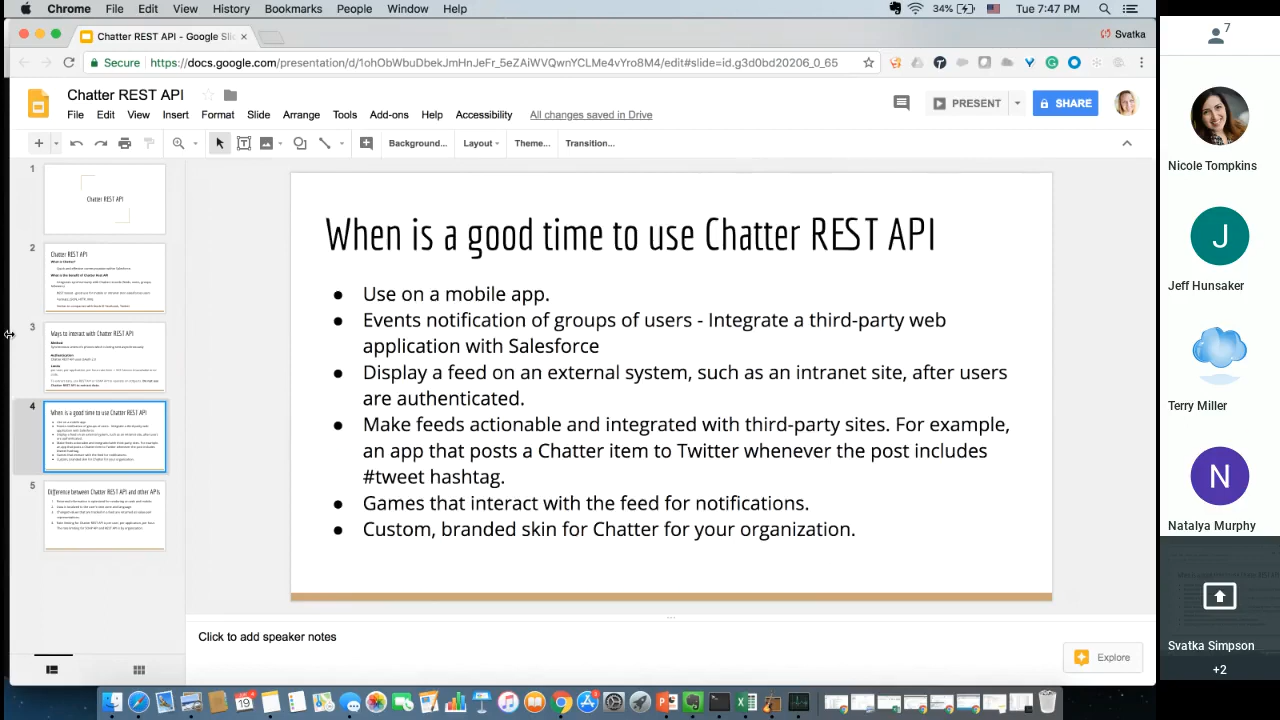 Chrome File Edit View History Bookmarks People Window Help 34% Tue 7:47 PM
Chatter REST API - Google Slid
Svatka
Secure https://docs.google.com/presentation/d/1ohObWbuDbekJmHnJeFr_5eZAiWVQwnYCLMe4vYro8M4/edit#slide=id.g3d0bd20206_0_65
Chatter REST API
File Edit View Insert Format Slide Arrange Tools Add-ons Help Accessibility All changes saved in Drive
PRESENT SHARE
Background... Layout Theme... Transition...
1
Chatter REST API
2
Chatter REST API
What is Chatter?
3
Ways to interact with Chatter REST API
4
When is a good time to use Chatter REST API
5
Difference between Chatter REST API and other APIs
When is a good time to use Chatter REST API
● Use on a mobile app.
● Events notification of groups of users - Integrate a third-party web
application with Salesforce
● Display a feed on an external system, such as an intranet site, after users
are authenticated.
● Make feeds actionable and integrated with third-party sites. For example,
an app that posts a Chatter item to Twitter whenever the post includes
#tweet hashtag.
● Games that interact with the feed for notifications.
● Custom, branded skin for Chatter for your organization.
Click to add speaker notes
Explore
7
Nicole Tompkins
J
Jeff Hunsaker
Terry Miller
N
Natalya Murphy
Svatka Simpson
+2